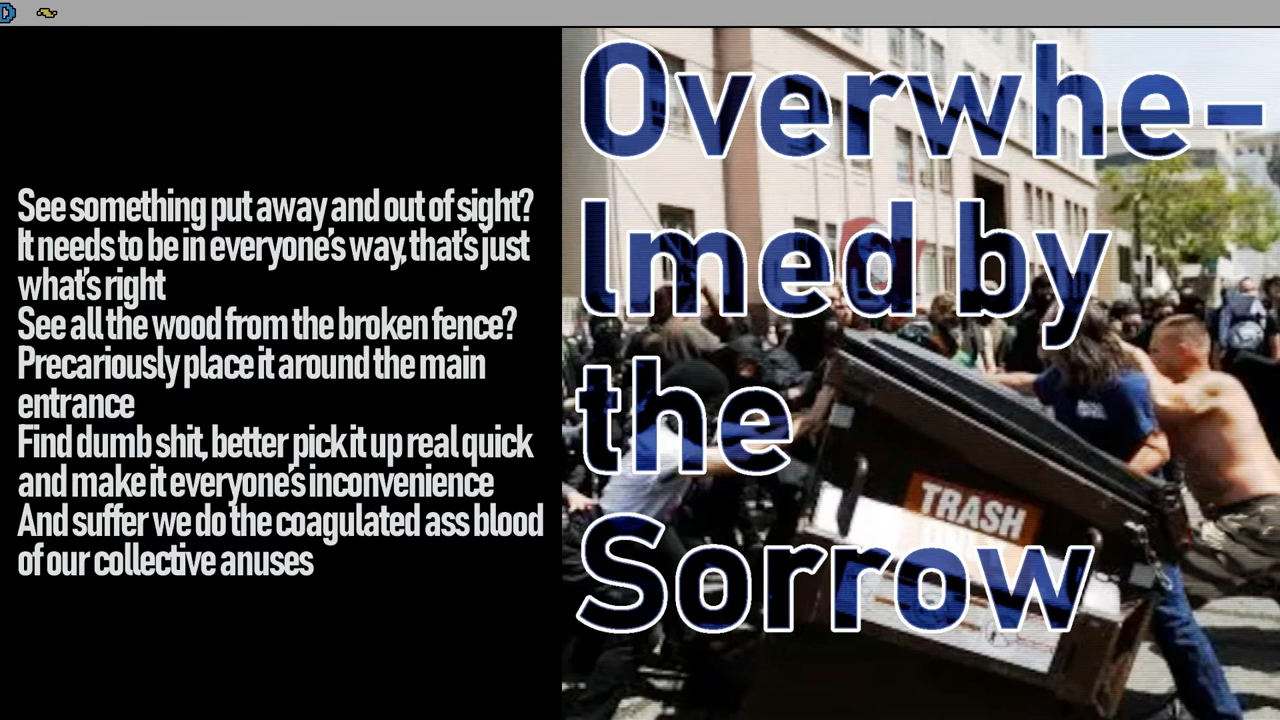 See something put away and out of sight?
It needs to be in everyone's way, that's just
what's right
See all the wood from the broken fence?
Precariously place it around the main
entrance
Find dumb shit, better pick it up real quick
and make it everyone's inconvenience
And suffer we do the coagulated ass blood
of our collective anuses
Overwhe-
lmed by
the
Sorrow
TRASH